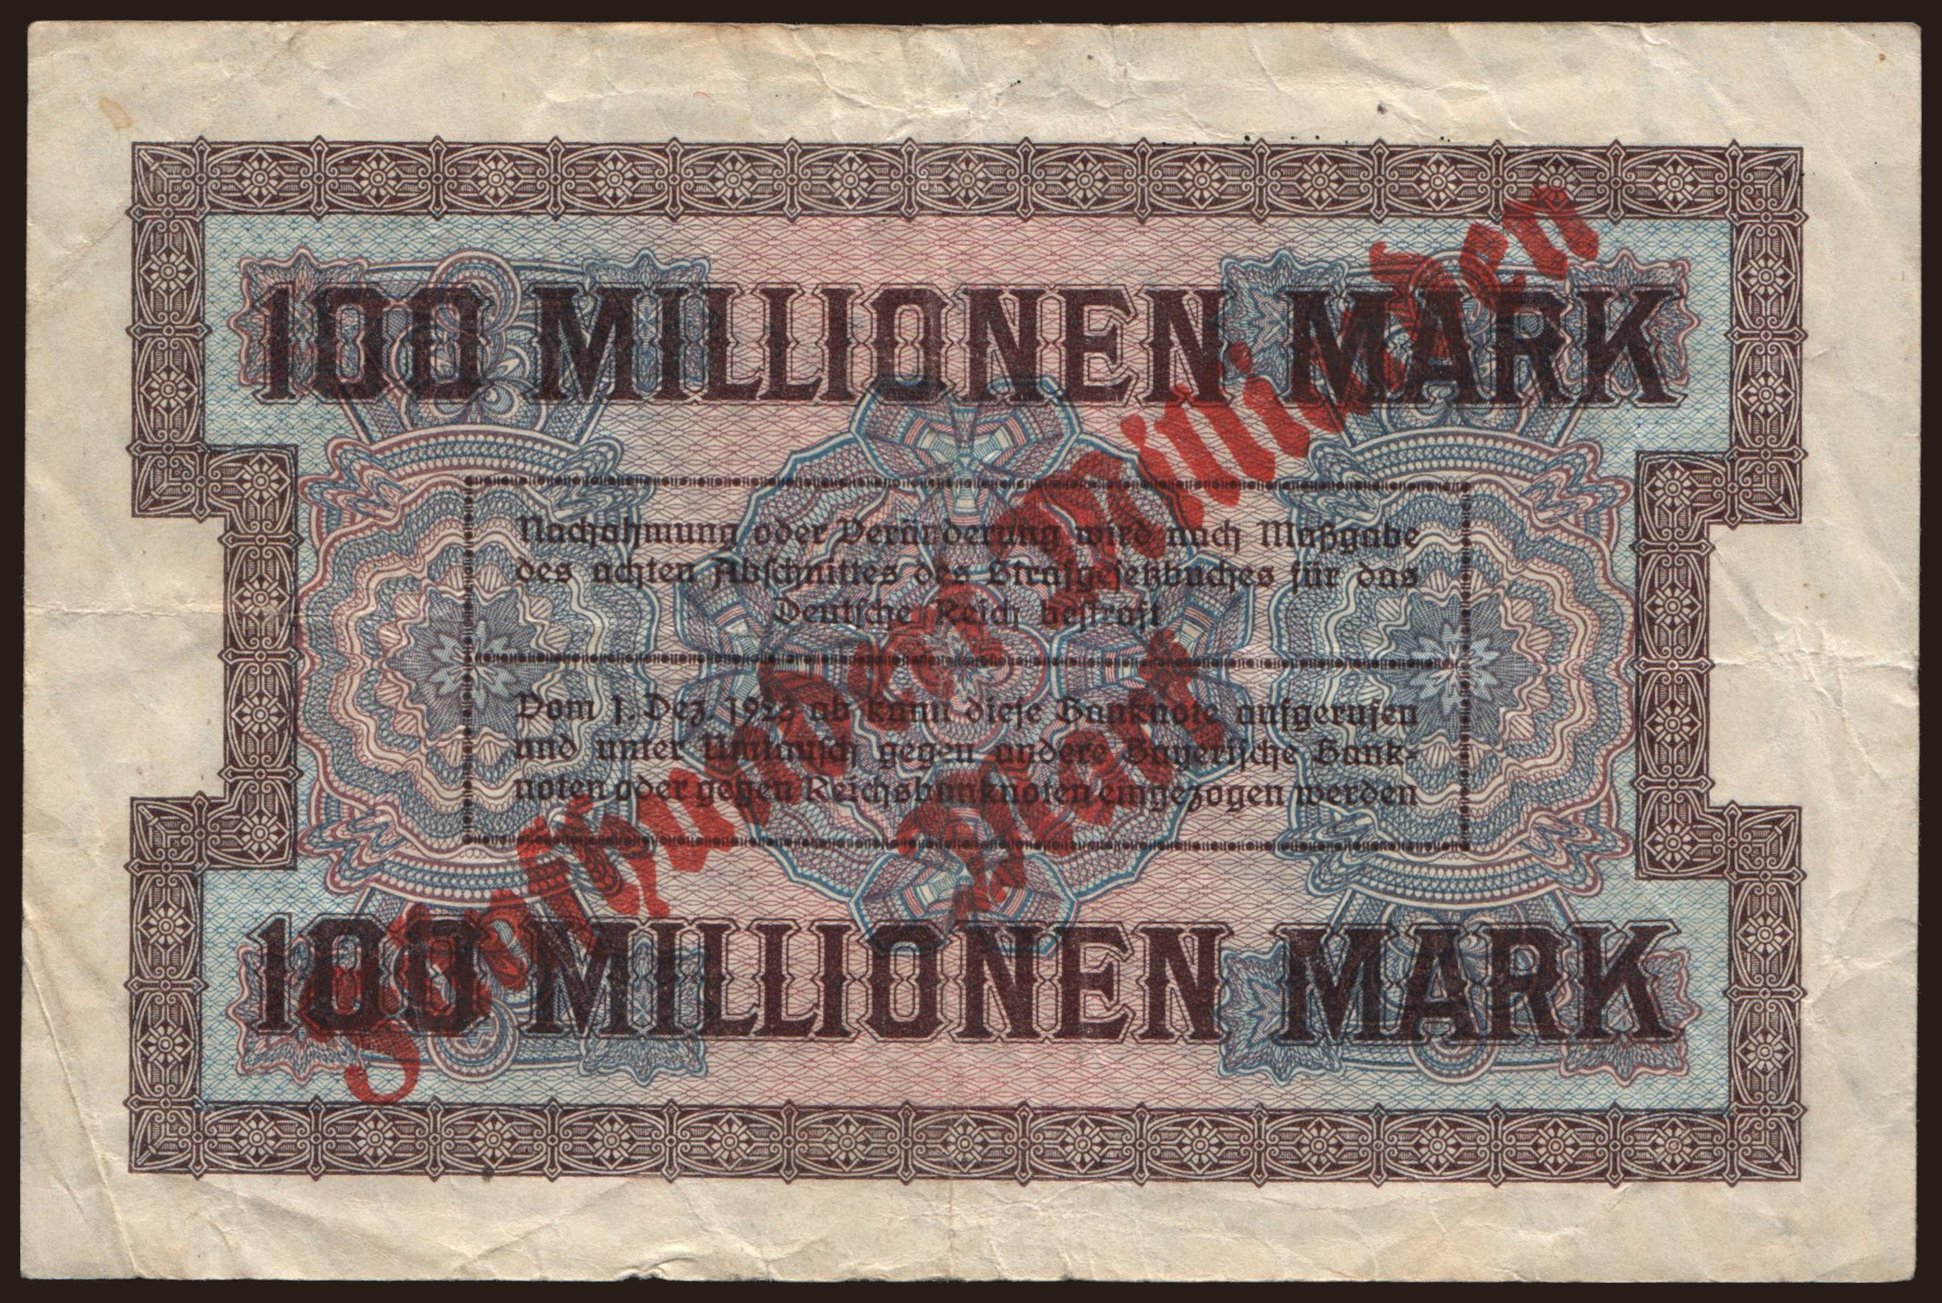 100 MILLIONEN MARK
Nachahmung oder Veränderung wird nach Maßgabe
des achten Abschnittes des Strafgesetzbuches für das
Deutsche Reich bestraft
Vom 1. Dez 1923 ab kann diese Banknote aufgerufen
und unter Umtausch gegen andere Bayerische Bank-
noten oder gegen Reichsbanknoten eingezogen werden
100 MILLIONEN MARK
Milliarden
Mark